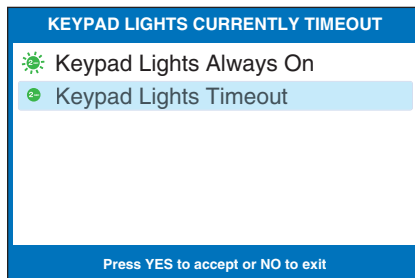 KEYPAD LIGHTS CURRENTLY TIMEOUT
Keypad Lights Always On
Keypad Lights Timeout
Press YES to accept or NO to exit